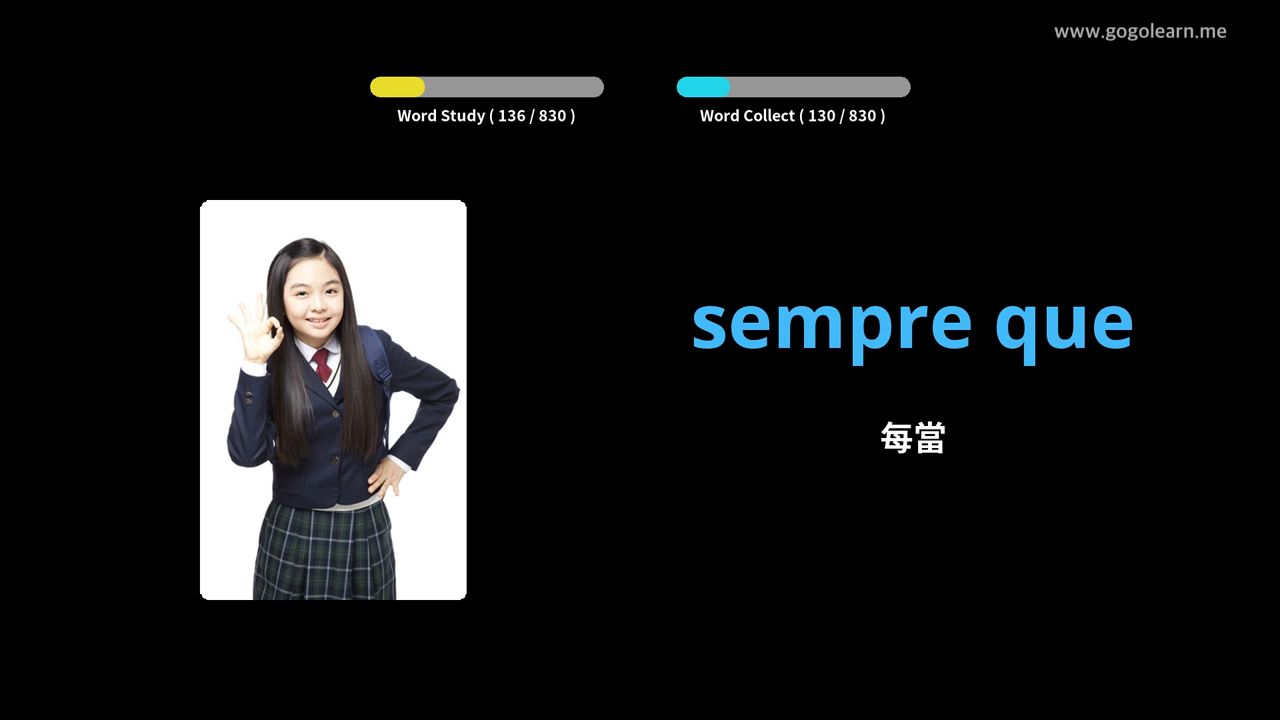 www.gogolearn.me
Word Study ( 136 / 830 )
Word Collect ( 130 / 830 )
sempre que
每當